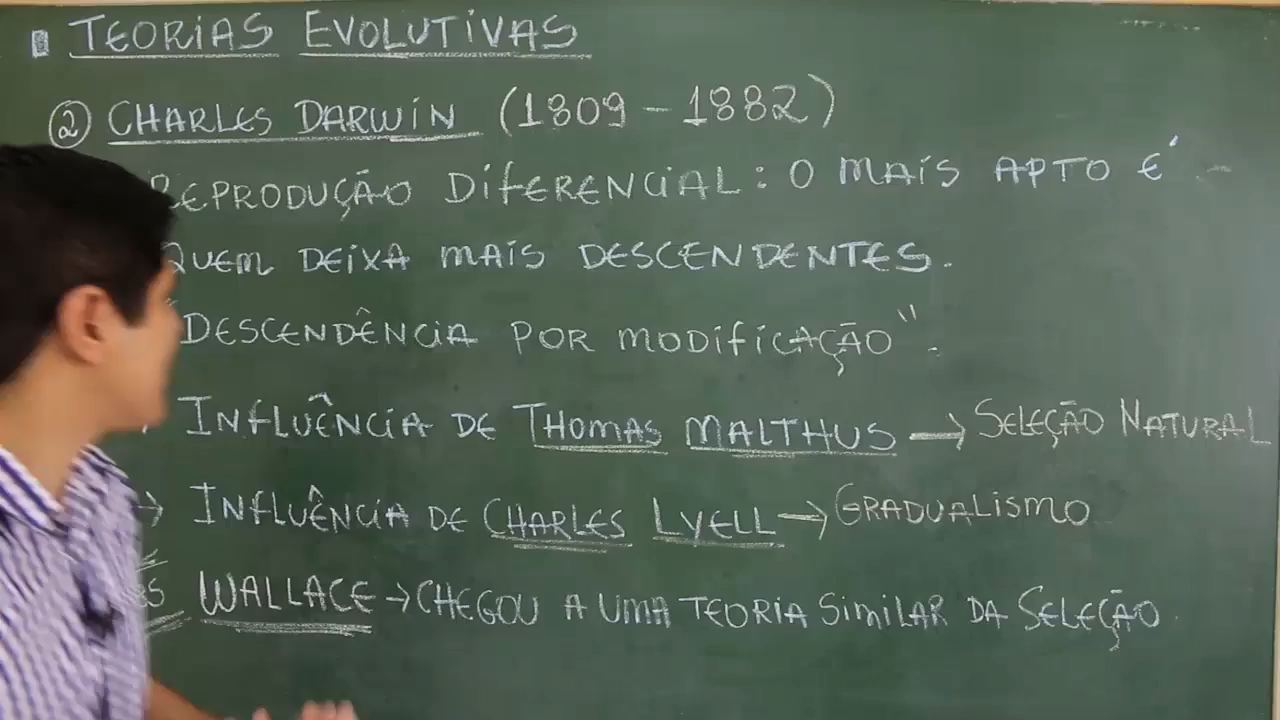 TEORIAS EVOLUTIVAS
② CHARLES DARWIN (1809 - 1882)
REPRODUÇÃO DIFERENCIAL: O MAIS APTO É
QUEM DEIXA MAIS DESCENDENTES.
"DESCENDÊNCIA POR MODIFICAÇÃO".
INFLUÊNCIA DE THOMAS MALTHUS → SELEÇÃO NATURAL
→ INFLUÊNCIA DE CHARLES LYELL → GRADUALISMO
WALLACE → CHEGOU A UMA TEORIA SIMILAR DA SELEÇÃO